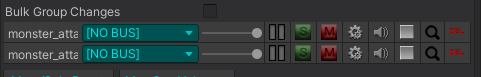 Bulk Group Changes
monster_atta [NO BUS] S M
monster_atta [NO BUS] S M